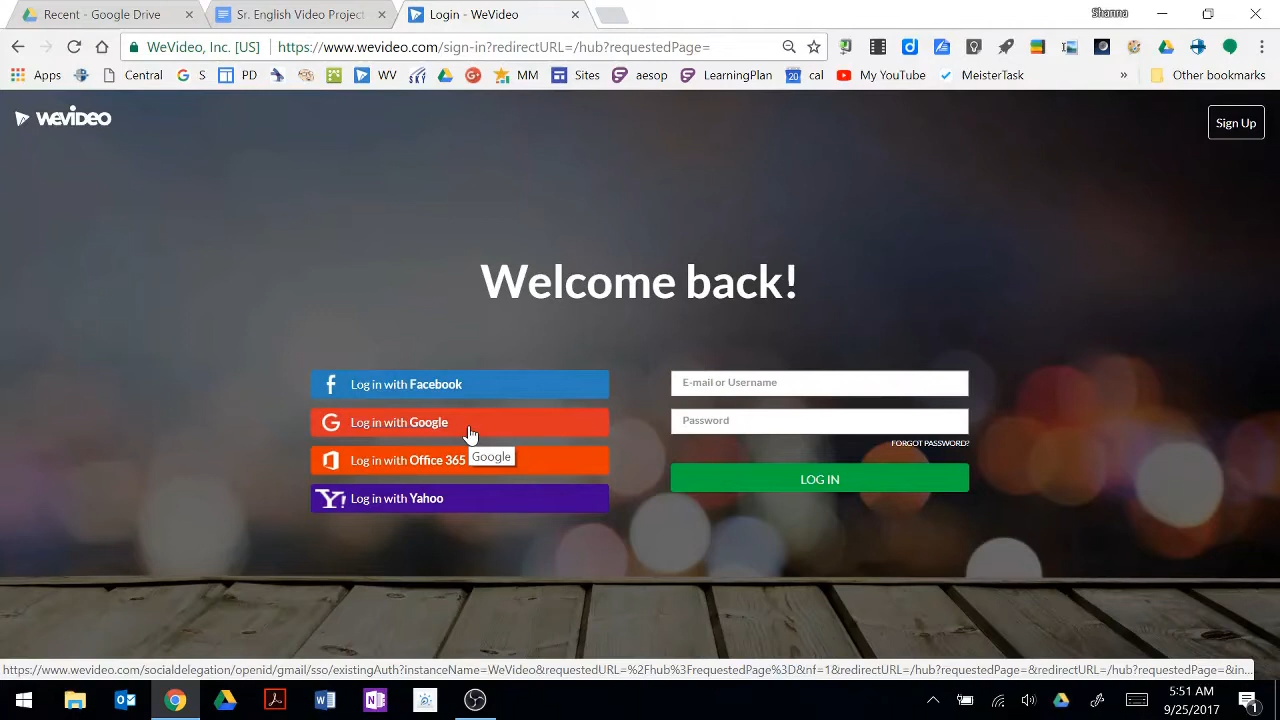 Recent - Google Drive
Sr. English Video Project
Login - WeVideo
Shanna
WeVideo, Inc. [US]
https://www.wevideo.com/sign-in?redirectURL=/hub?requestedPage=
Apps
Central
S
PD
WV
MM
Sites
aesop
LearningPlan
20
cal
My YouTube
MeisterTask
»
Other bookmarks
WEVIDEO
Sign Up
Welcome back!
Log in with Facebook
Log in with Google
Google
Log in with Office 365
Log in with Yahoo
E-mail or Username
Password
FORGOT PASSWORD?
LOG IN
https://www.wevideo.com/socialdelegation/openid/gmail/sso/existingAuth?instanceName=WeVideo&requestedURL=%2Fhub%3FrequestedPage%3D&nf=1&redirectURL=/hub?requestedPage=&redirectURL=/hub?requestedPage=&in...
5:51 AM
9/25/2017
1